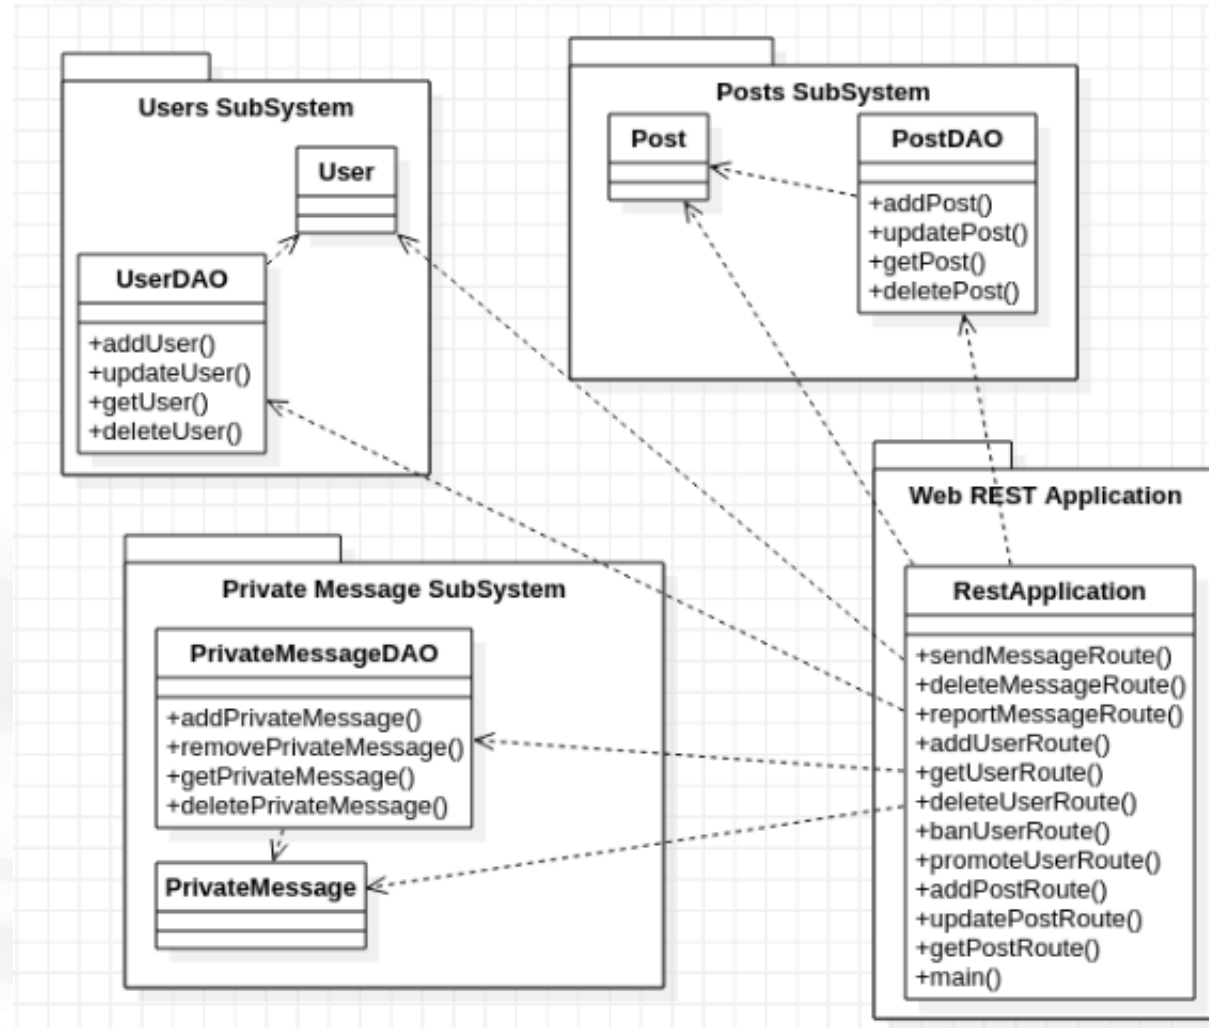 Users SubSystem
User
UserDAO
+addUser()
+updateUser()
+getUser()
+deleteUser()
Posts SubSystem
Post
PostDAO
+addPost()
+updatePost()
+getPost()
+deletePost()
Private Message SubSystem
PrivateMessageDAO
+addPrivateMessage()
+removePrivateMessage()
+getPrivateMessage()
+deletePrivateMessage()
PrivateMessage
Web REST Application
RestApplication
+sendMessageRoute()
+deleteMessageRoute()
+reportMessageRoute()
+addUserRoute()
+getUserRoute()
+deleteUserRoute()
+banUserRoute()
+promoteUserRoute()
+addPostRoute()
+updatePostRoute()
+getPostRoute()
+main()